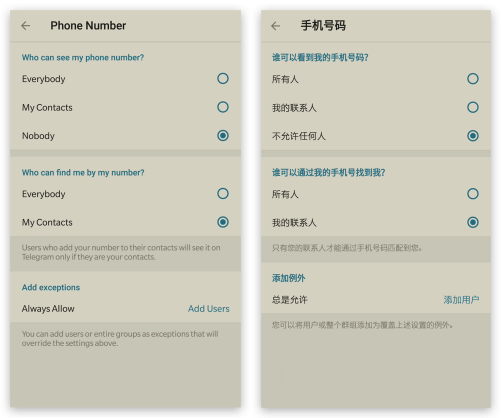 Phone Number
Who can see my phone number?
Everybody
My Contacts
Nobody
Who can find me by my number?
Everybody
My Contacts
Users who add your number to their contacts will see it on
Telegram only if they are your contacts.
Add exceptions
Always Allow Add Users
You can add users or entire groups as exceptions that will
override the settings above.
手机号码
谁可以看到我的手机号码?
所有人
我的联系人
不允许任何人
谁可以通过我的手机号找到我?
所有人
我的联系人
只有您的联系人才能通过手机号码匹配到您。
添加例外
总是允许 添加用户
您可以将用户或整个群组添加为覆盖上述设置的例外。